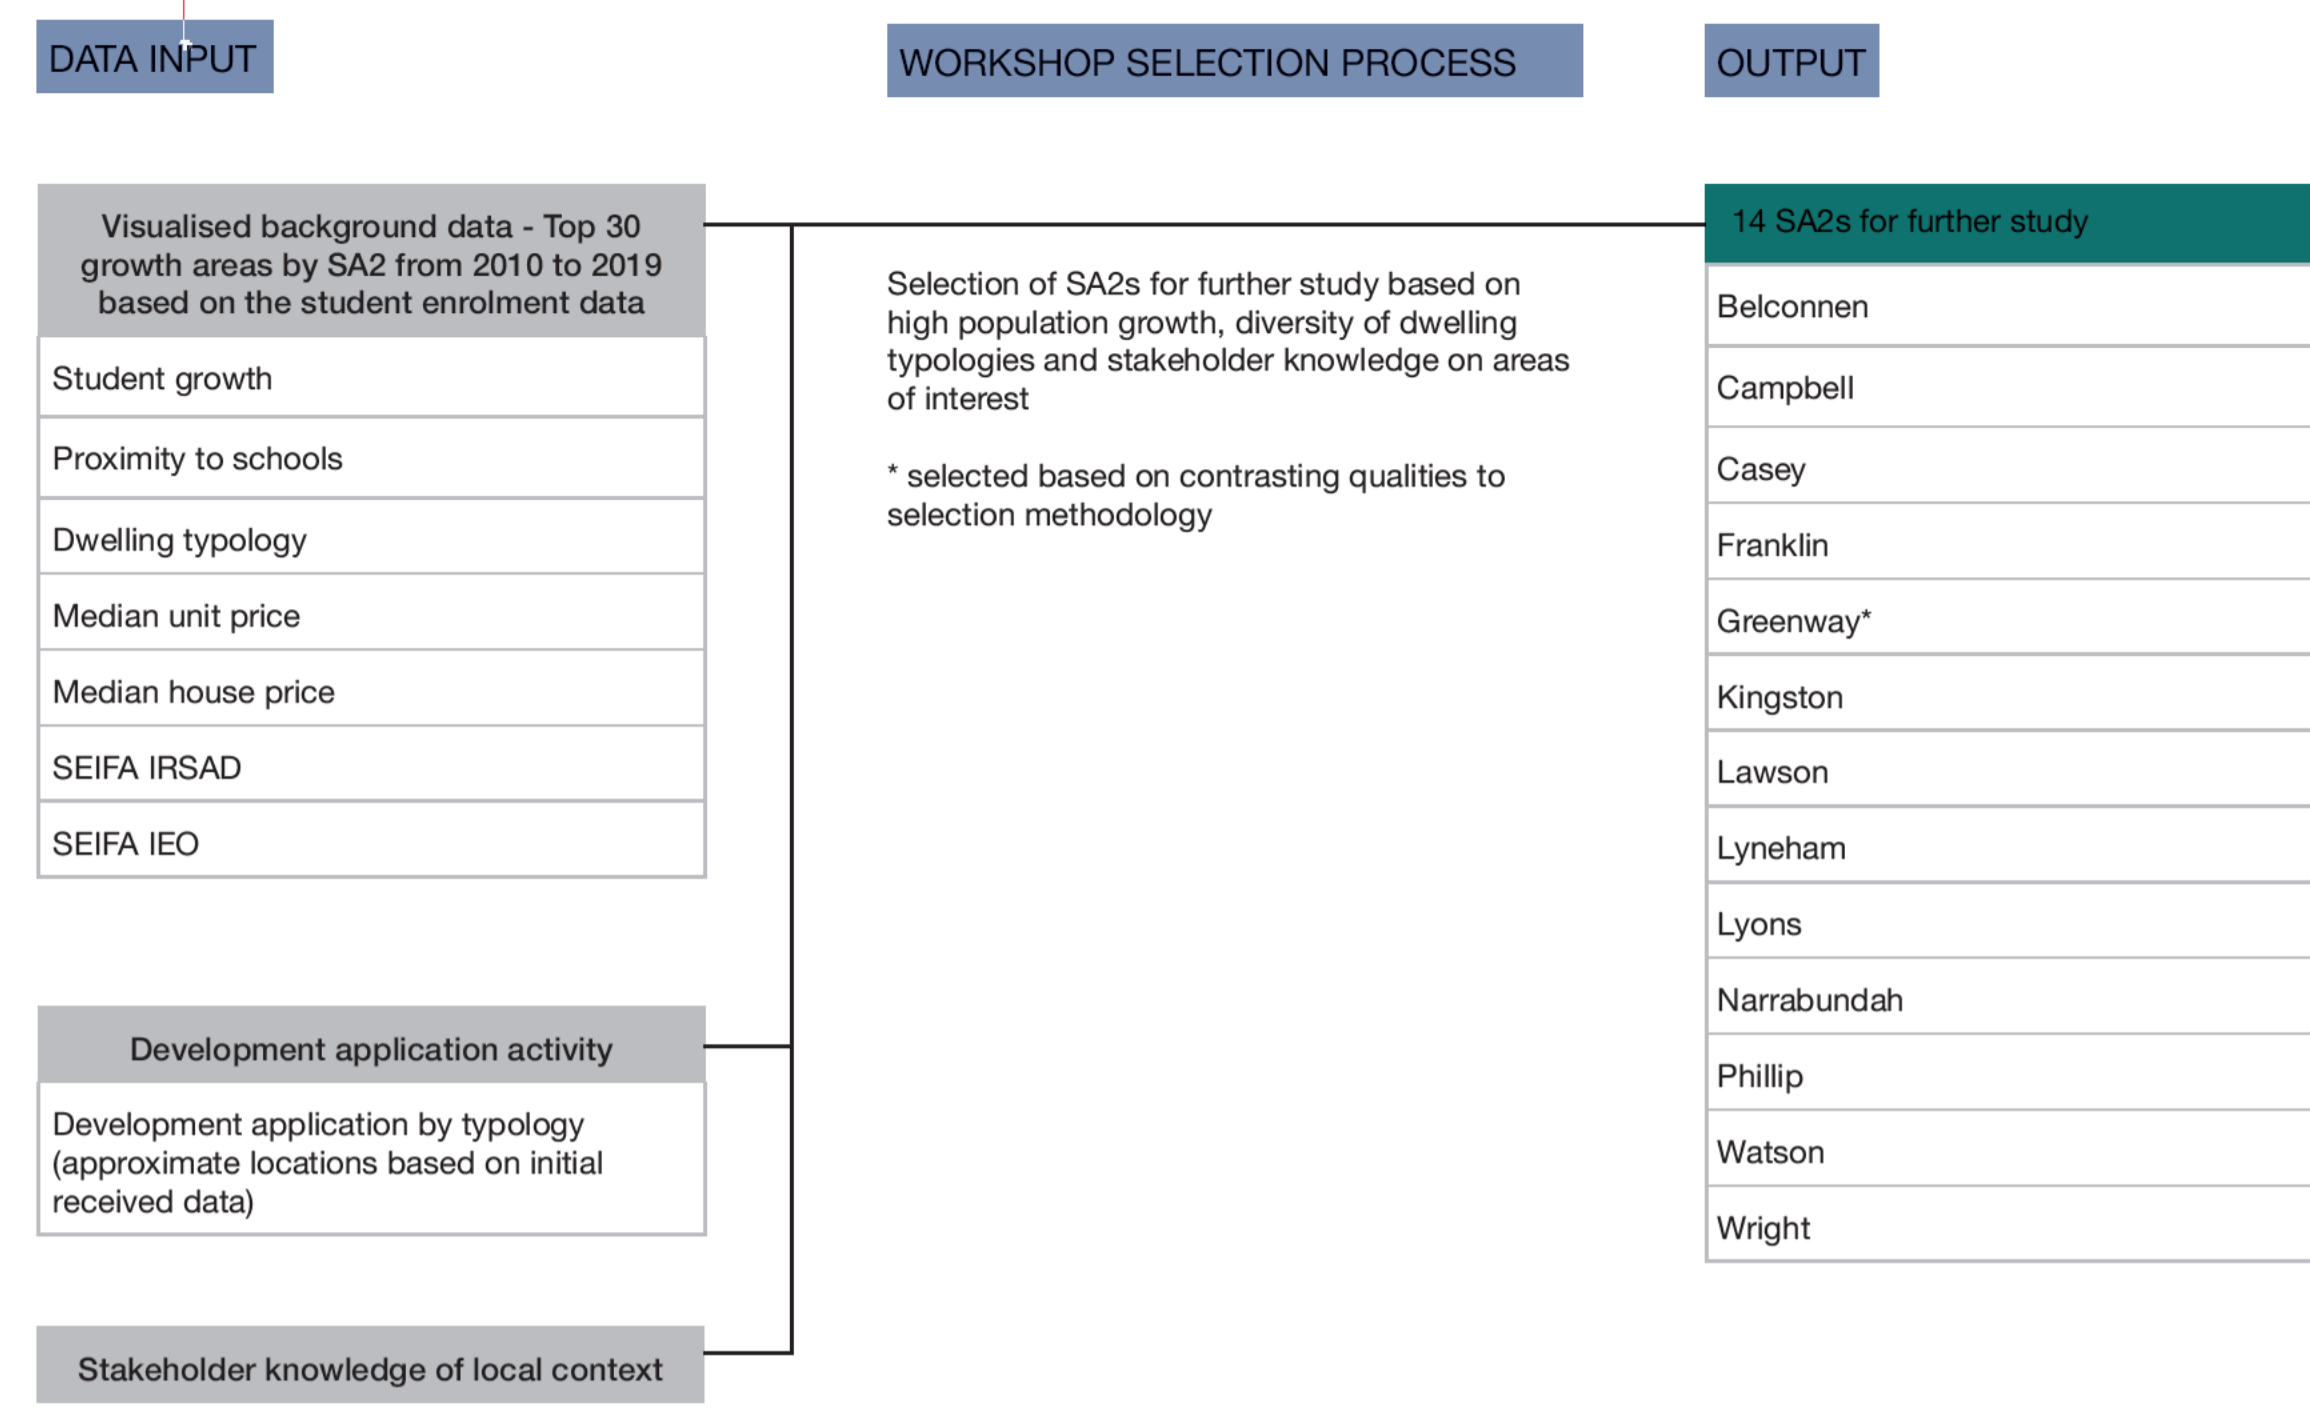 DATA INPUT
WORKSHOP SELECTION PROCESS
OUTPUT
Visualised background data - Top 30
growth areas by SA2 from 2010 to 2019
based on the student enrolment data
Student growth
Proximity to schools
Dwelling typology
Median unit price
Median house price
SEIFA IRSAD
SEIFA IEO
Development application activity
Development application by typology
(approximate locations based on initial
received data)
Stakeholder knowledge of local context
Selection of SA2s for further study based on
high population growth, diversity of dwelling
typologies and stakeholder knowledge on areas
of interest
* selected based on contrasting qualities to
selection methodology
14 SA2s for further study
Belconnen
Campbell
Casey
Franklin
Greenway*
Kingston
Lawson
Lyneham
Lyons
Narrabundah
Phillip
Watson
Wright